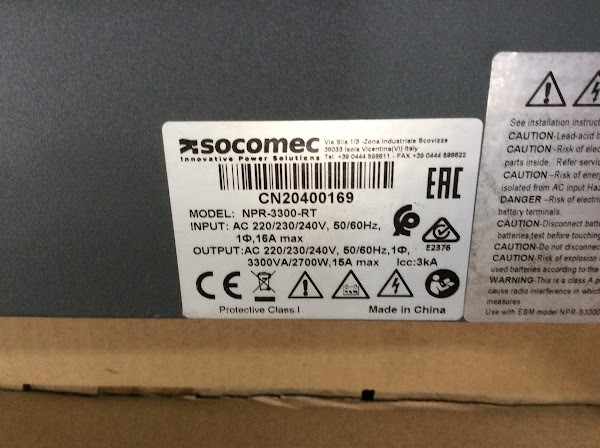 socomec
Innovative Power Solutions
Via Sila 1/3 -Zona Industriale Scovizze
36033 Isola Vicentina(VI) Italy
Tel +39 0444 598611 - FAX +39 0444 598622
CN20400169
EAC
MODEL: NPR-3300-RT
INPUT: AC 220/230/240V, 50/60Hz,
1Φ,16A max
OUTPUT:AC 220/230/240V, 50/60Hz,1Φ,
3300VA/2700W,15A max Icc:3kA
E2376
CE
Protective Class I
Made in China
See installation instruct
CAUTION-Lead-acid b
CAUTION -Risk of elec
parts inside. Refer servic
CAUTION -Risk of ener
isolated from AC input Haz
DANGER -Risk of electri
battery terminals.
CAUTION-Disconnect batt
batteries,test before touching
CAUTION-Do not disconnec
CAUTION-Risk of explosion
used batteries according to the
WARNING-This is a class A p
cause radio interference in which
measures
Use with EBM model NPR-B3300